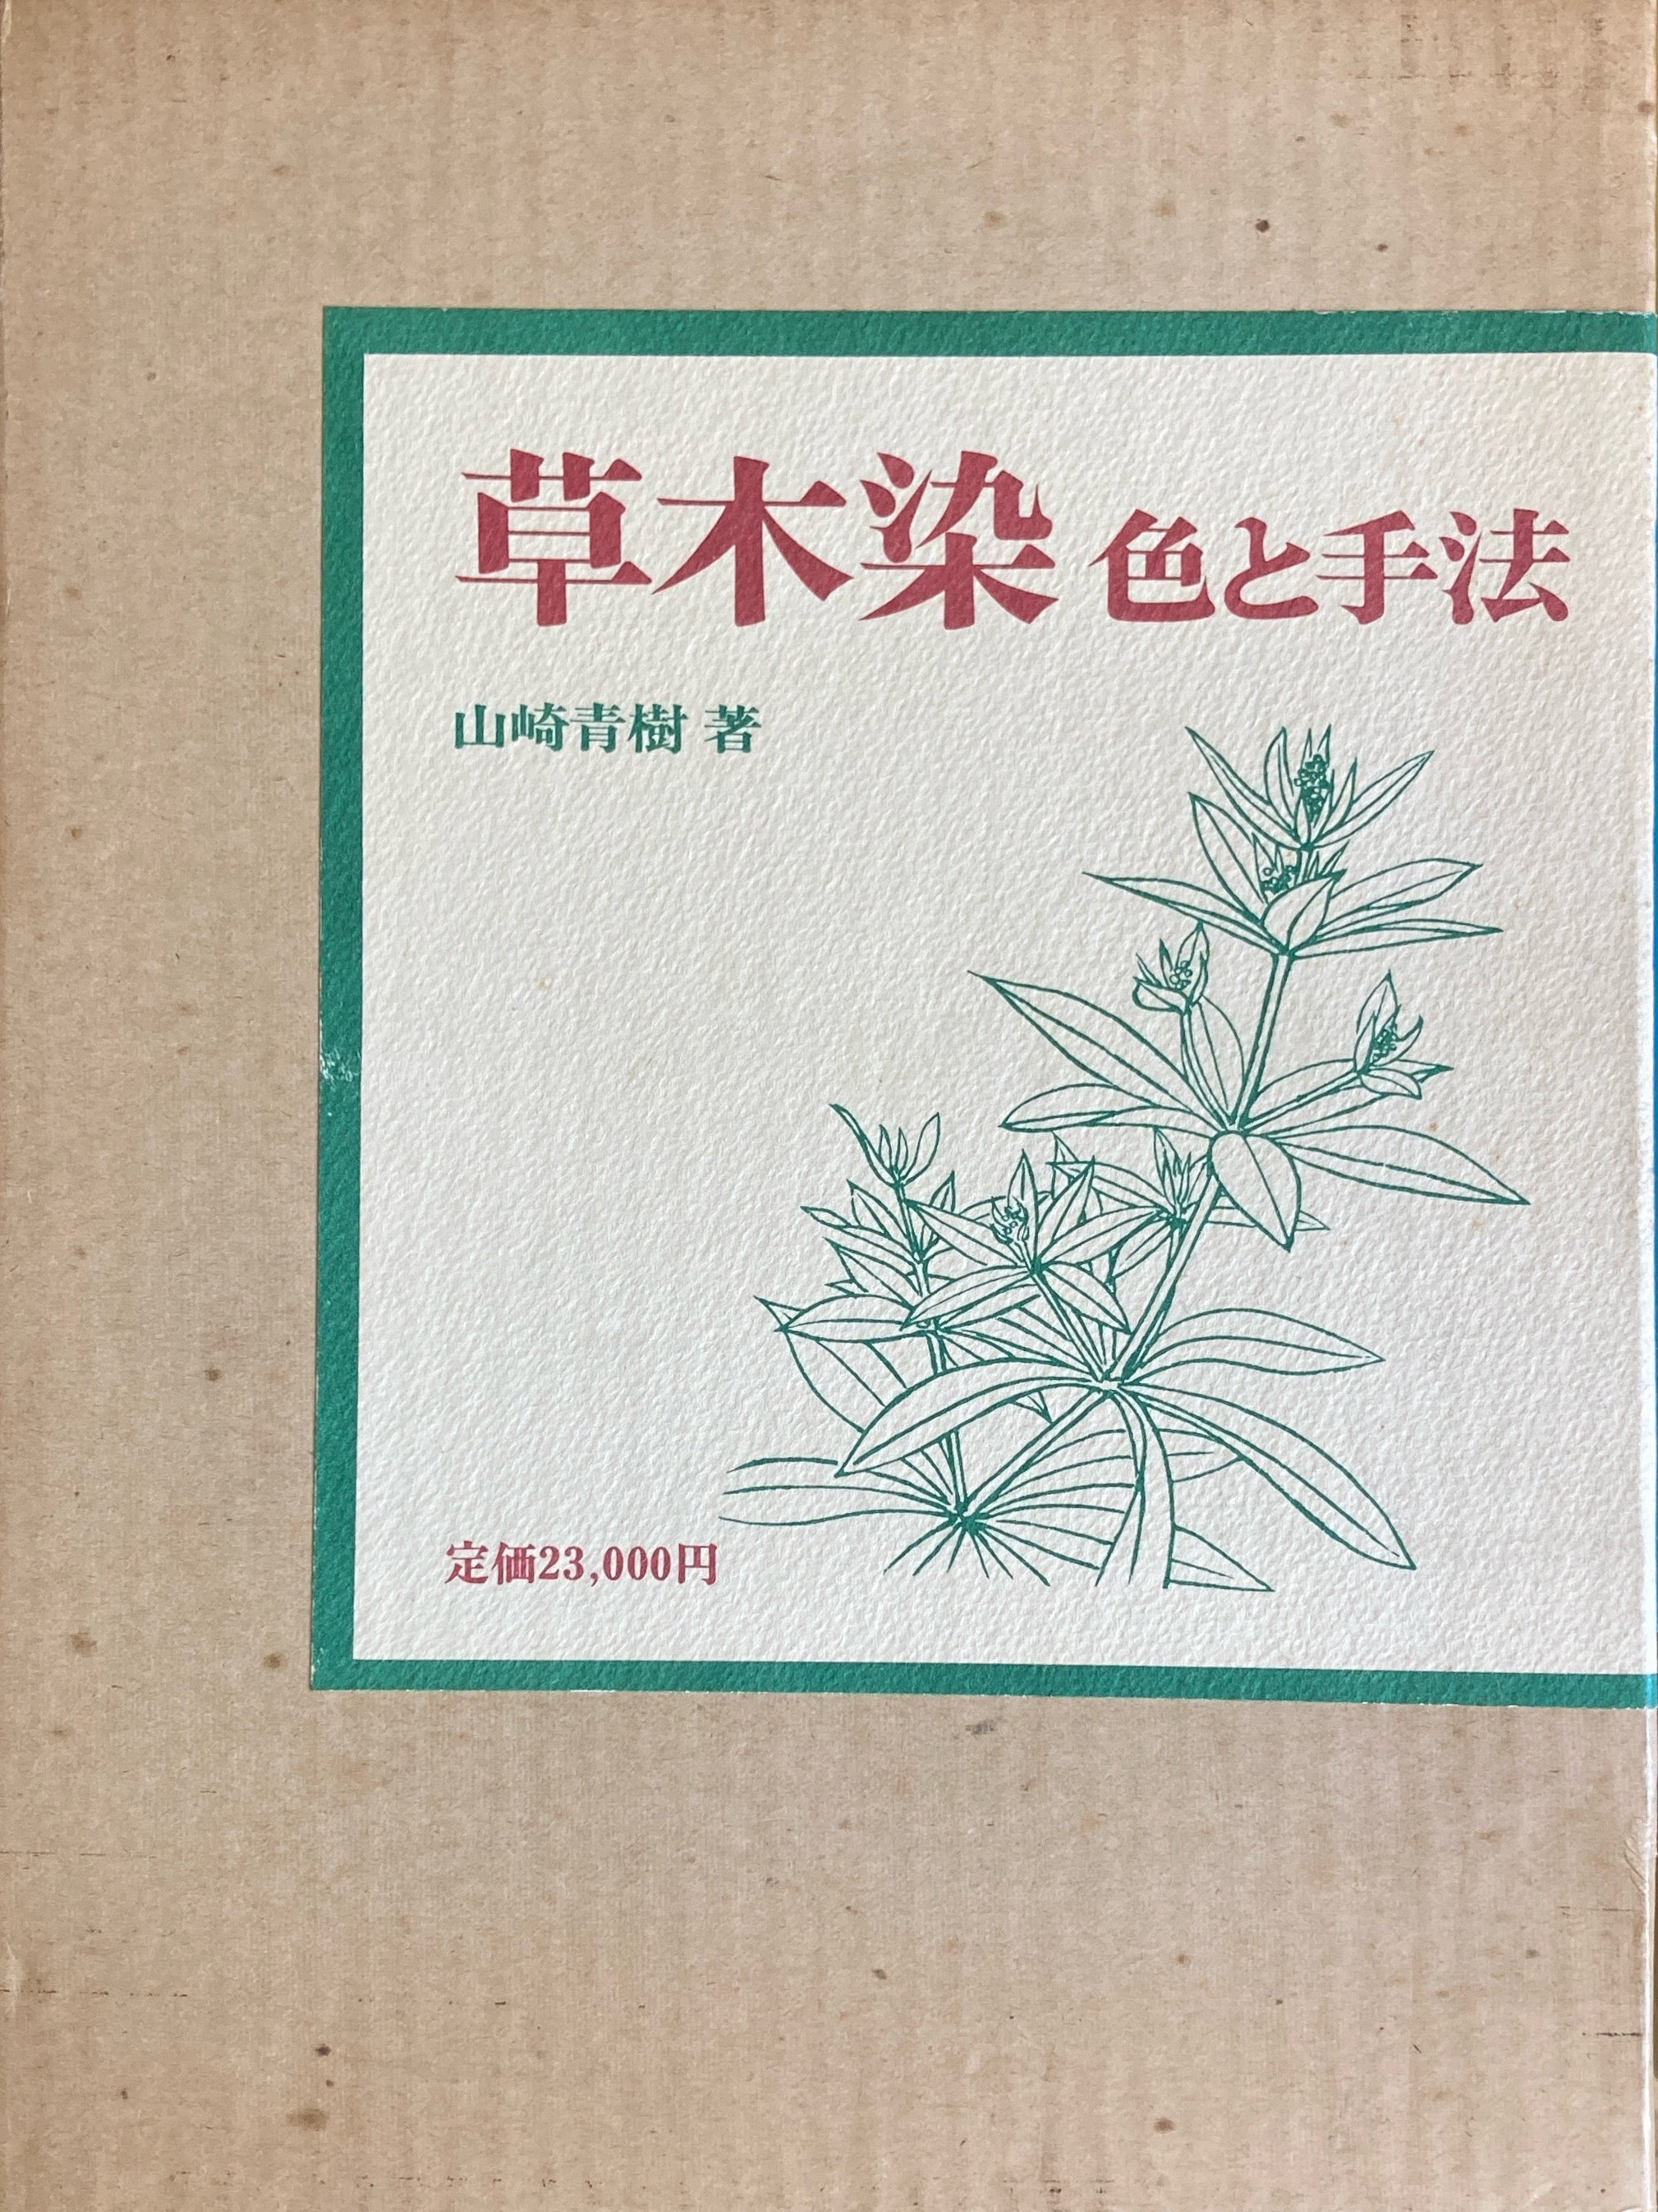 草木染 色と手法
山崎青樹 著
定価23,000円